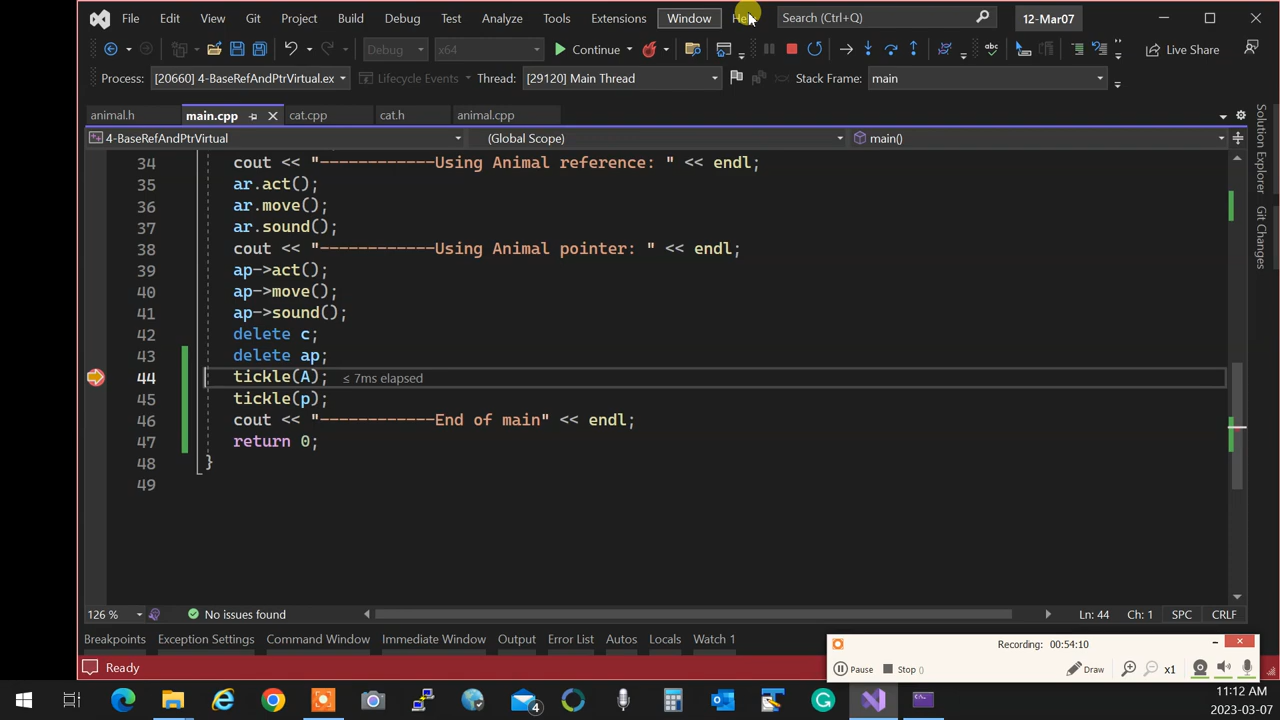 File Edit View Git Project Build Debug Test Analyze Tools Extensions Window Search (Ctrl+Q) 12-Mar07
Debug x64 Continue Live Share
Process: [20660] 4-BaseRefAndPtrVirtual.ex Lifecycle Events Thread: [29120] Main Thread Stack Frame: main
animal.h main.cpp cat.cpp cat.h animal.cpp
4-BaseRefAndPtrVirtual (Global Scope) main()
34 cout << "------------Using Animal reference: " << endl;
35 ar.act();
36 ar.move();
37 ar.sound();
38 cout << "------------Using Animal pointer: " << endl;
39 ap->act();
40 ap->move();
41 ap->sound();
42 delete c;
43 delete ap;
44 tickle(A); ≤ 7ms elapsed
45 tickle(p);
46 cout << "------------End of main" << endl;
47 return 0;
48 }
49
Solution Explorer
Git Changes
126 % No issues found Ln: 44 Ch: 1 SPC CRLF
Breakpoints Exception Settings Command Window Immediate Window Output Error List Autos Locals Watch 1
Ready
Recording: 00:54:10
Pause Stop () Draw x1
4
11:12 AM
2023-03-07